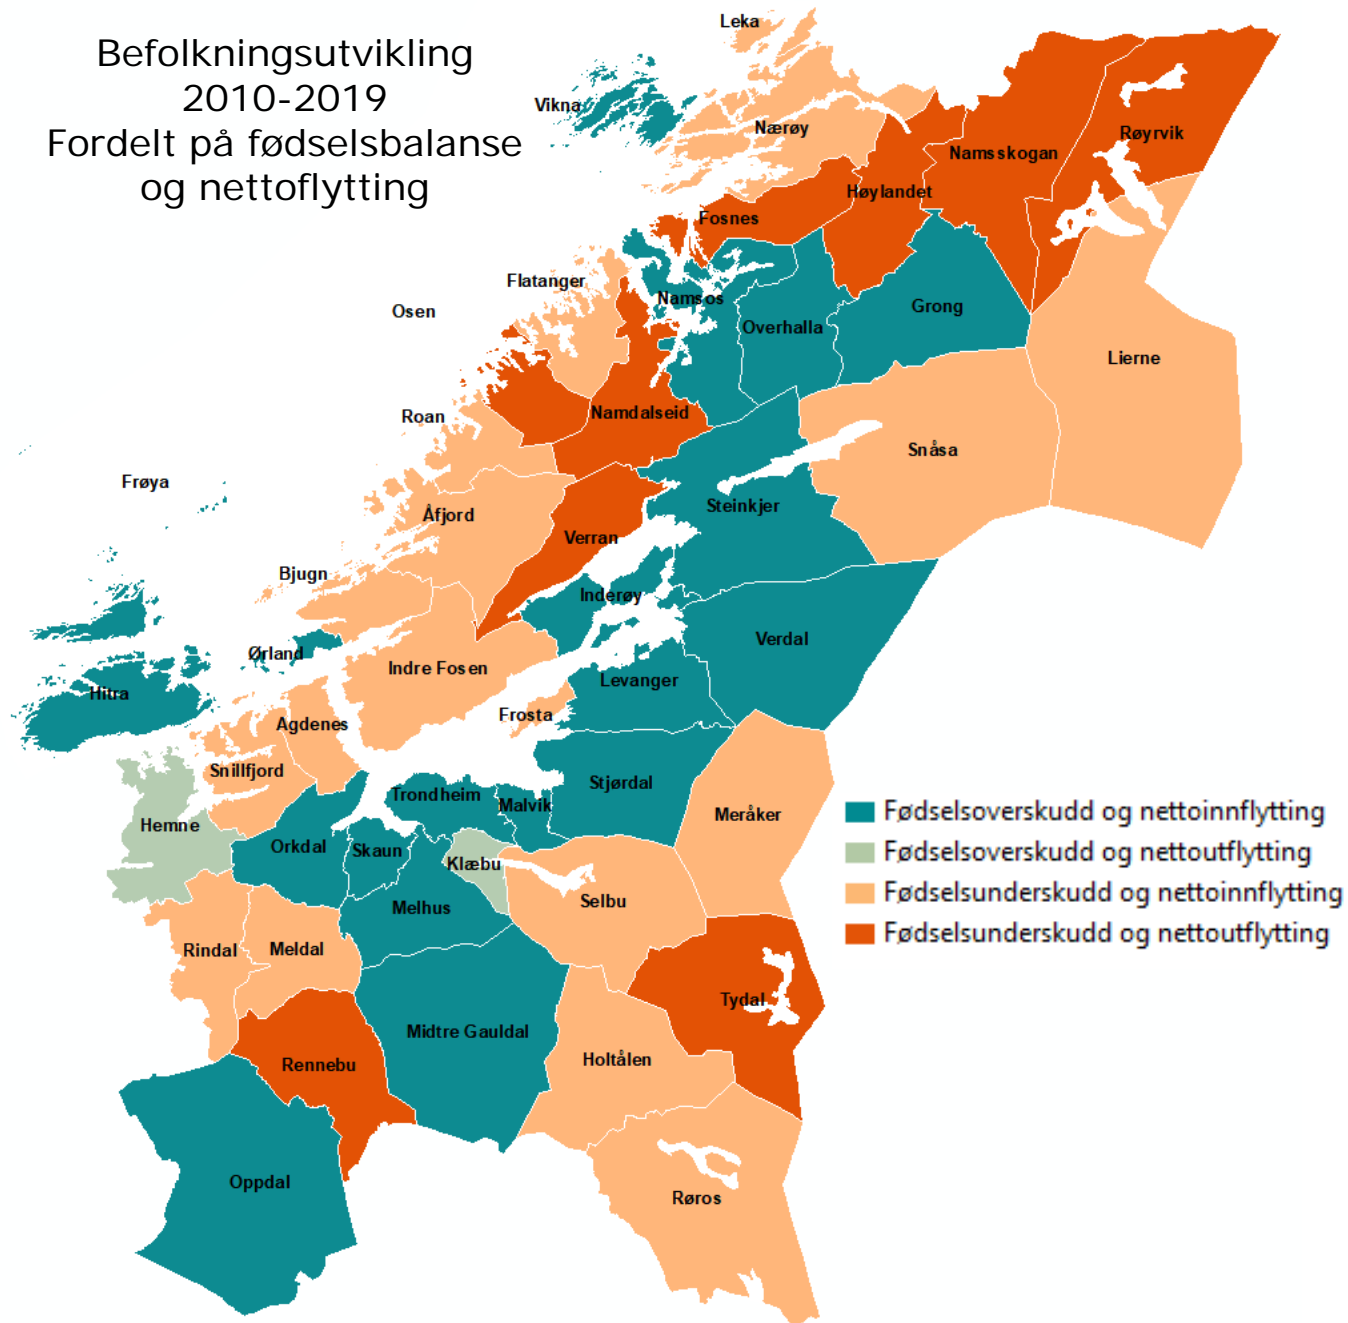 Befolkningsutvikling
2010-2019
Fordelt på fødselsbalanse
og nettoflytting
Leka
Vikna
Nærøy
Røyrvik
Namsskogan
Høylandet
Fosnes
Flatanger
Namsos
Grong
Osen
Overhalla
Lierne
Namdalseid
Roan
Snåsa
Frøya
Steinkjer
Åfjord
Verran
Bjugn
Inderøy
Verdal
Ørland
Indre Fosen
Levanger
Hitra
Frosta
Agdenes
Snillfjord
Stjørdal
Trondheim
Malvik
Meråker
Hemne
Orkdal
Skaun
Klæbu
Selbu
Melhus
Rindal
Meldal
Tydal
Midtre Gauldal
Holtålen
Rennebu
Oppdal
Røros
Fødselsoverskudd og nettoinnflytting
Fødselsoverskudd og nettoutflytting
Fødselsunderskudd og nettoinnflytting
Fødselsunderskudd og nettoutflytting